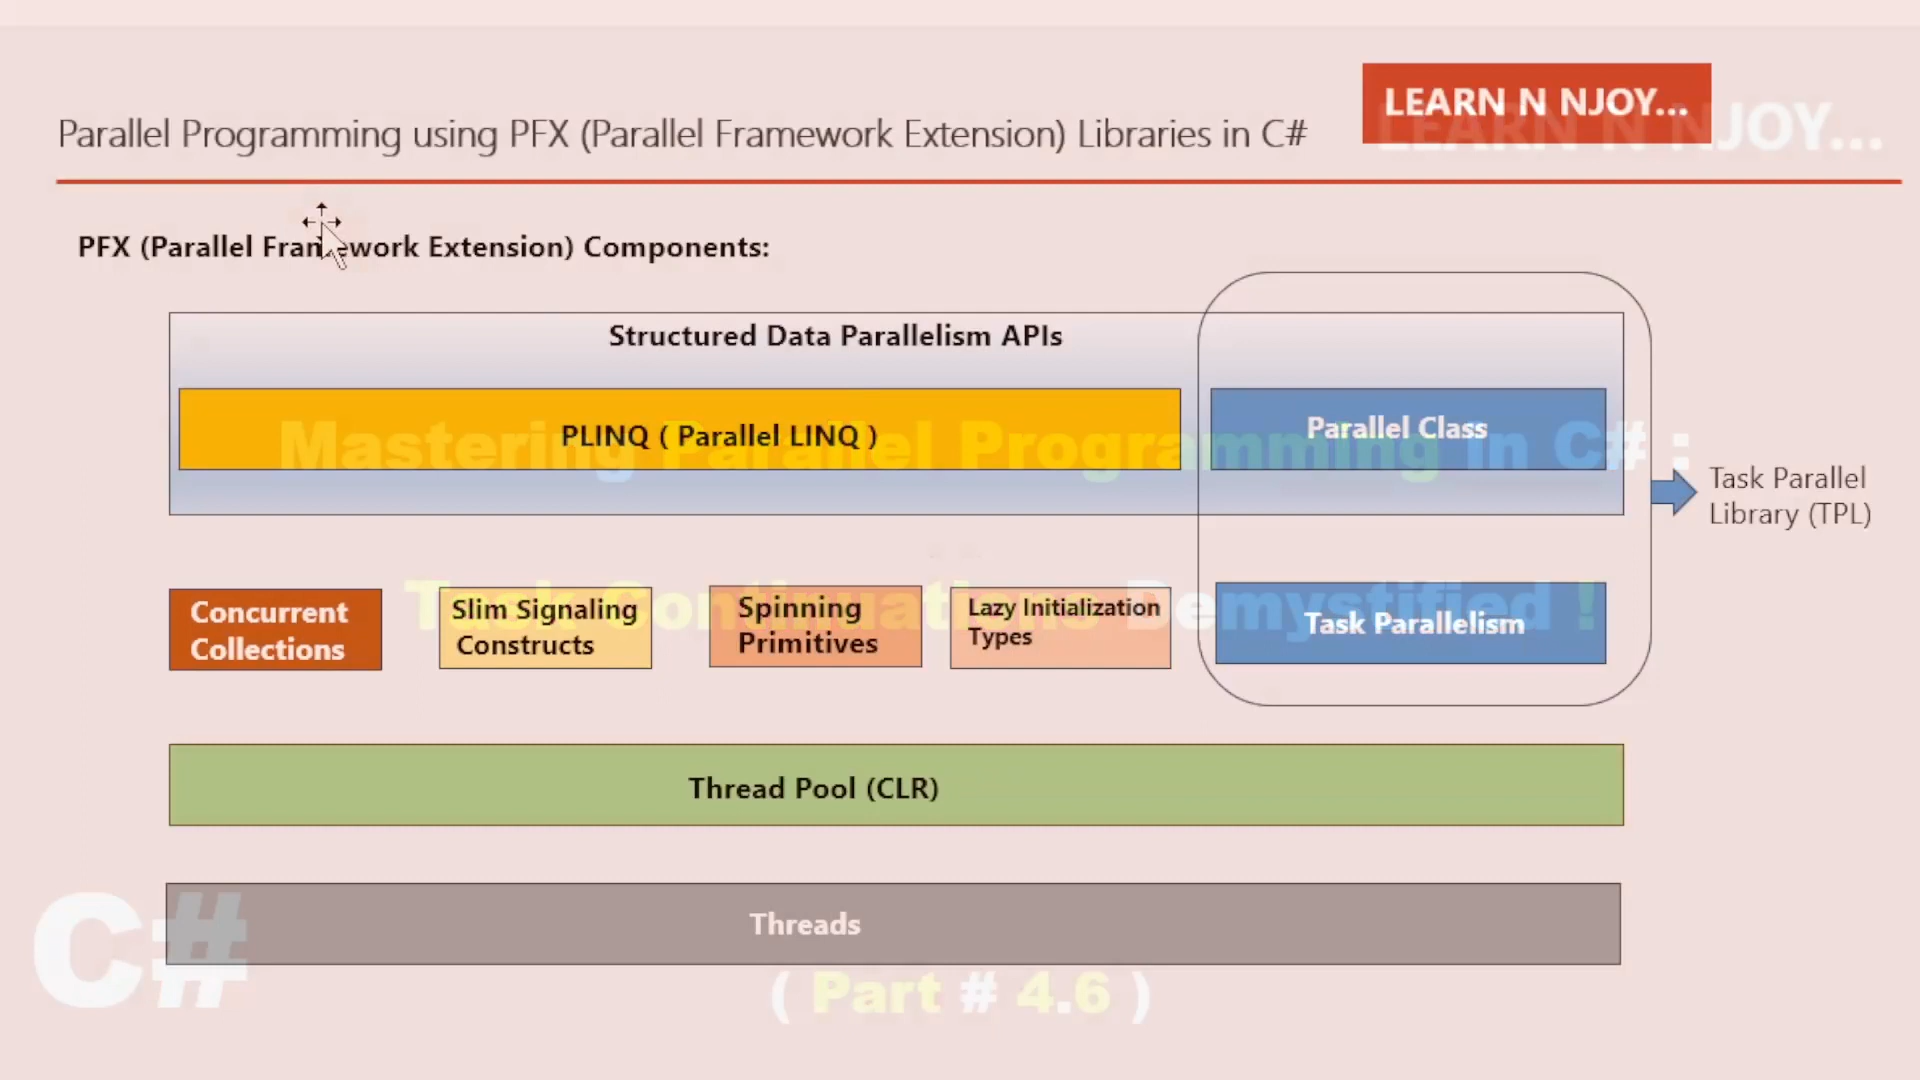 LEARN N NJOY...
LEARN N NJOY...
Parallel Programming using PFX (Parallel Framework Extension) Libraries in C#
PFX (Parallel Framework Extension) Components:
Structured Data Parallelism APIs
PLINQ ( Parallel LINQ )
Parallel Class
Mastering Parallel Programming in C# :
Task Parallel
Library (TPL)
Concurrent
Collections
Slim Signaling
Constructs
Spinning
Primitives
Lazy Initialization
Types
Task Parallelism
Task Continuations Demystified !
Thread Pool (CLR)
Threads
C#
( Part # 4.6 )